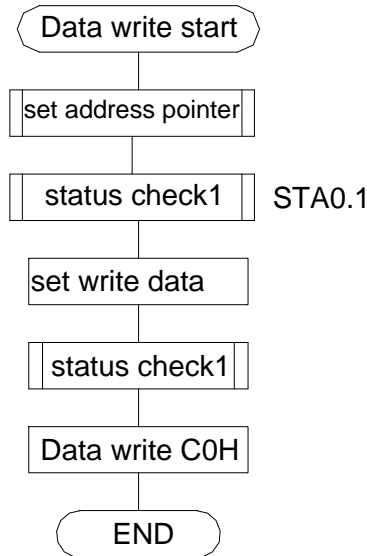 Data write start
set address pointer
status check1 STA0.1
set write data
status check1
Data write C0H
END